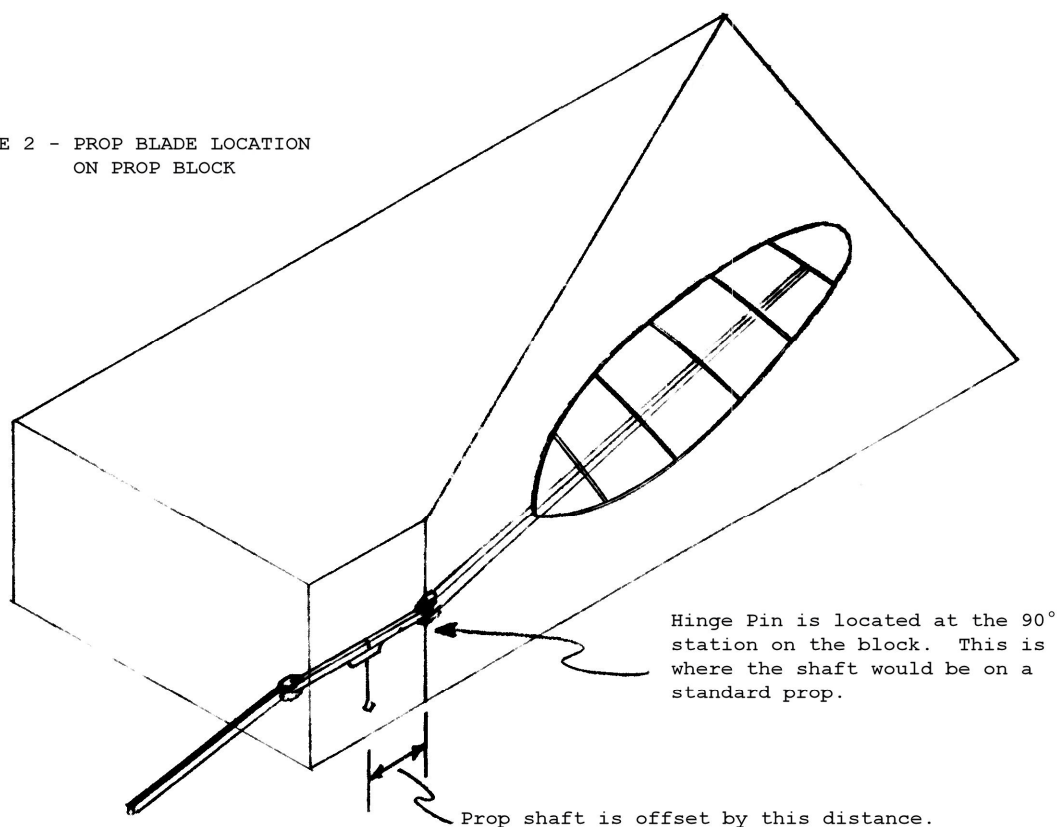 E 2 - PROP BLADE LOCATION
ON PROP BLOCK
Hinge Pin is located at the 90°
station on the block. This is
where the shaft would be on a
standard prop.
Prop shaft is offset by this distance.